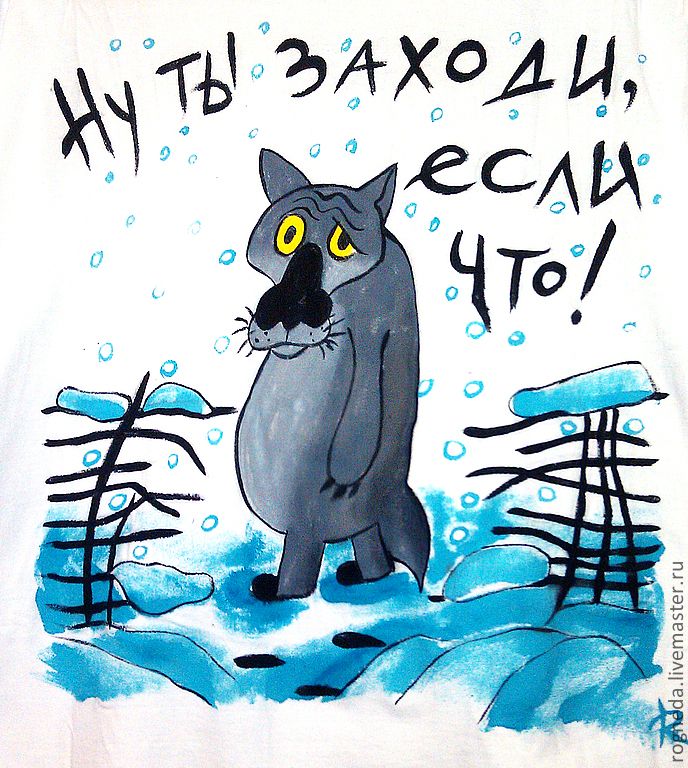 Ну ты заходи,
если
что!
rogneda.livemaster.ru